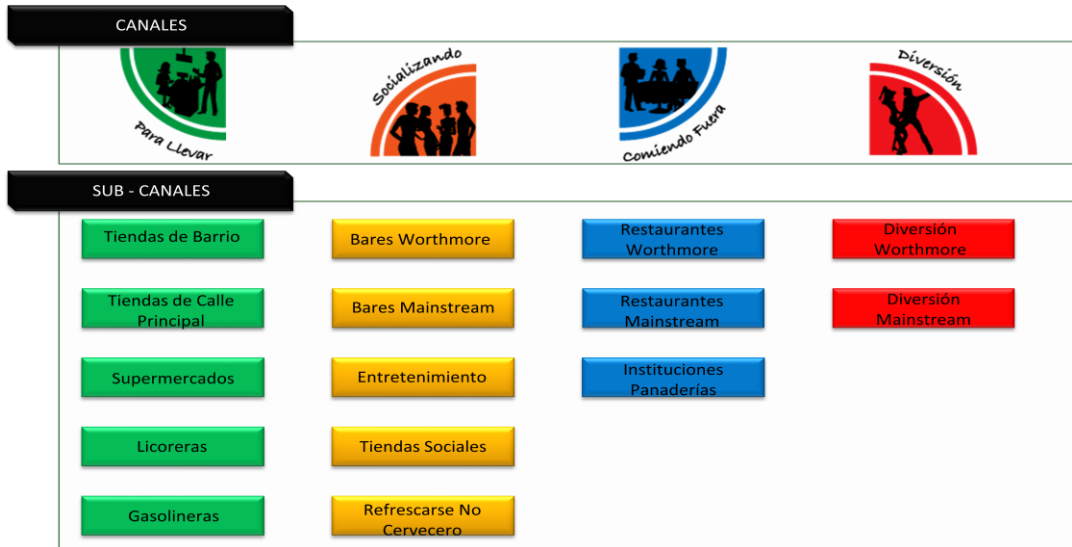 CANALES
Para Llevar
Socializando
Comiendo Fuera
Diversión
SUB - CANALES
Tiendas de Barrio
Bares Worthmore
Restaurantes
Worthmore
Diversión
Worthmore
Tiendas de Calle
Principal
Bares Mainstream
Restaurantes
Mainstream
Diversión
Mainstream
Supermercados
Entretenimiento
Instituciones
Panaderías
Licoreras
Tiendas Sociales
Gasolineras
Refrescarse No
Cervecero